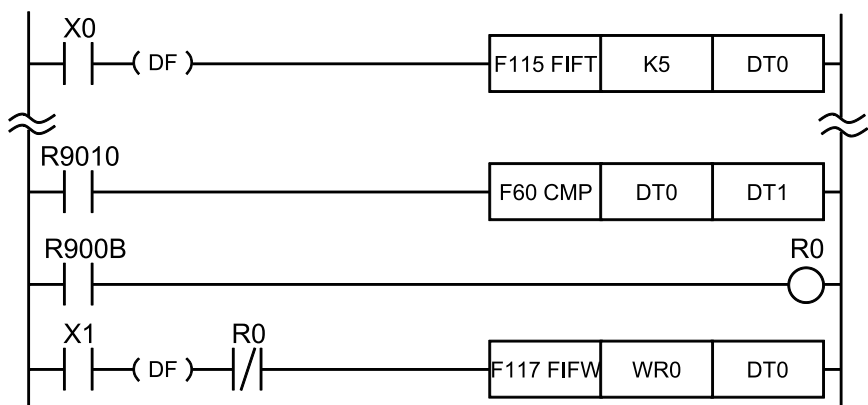 X0
( DF ) F115 FIFT K5 DT0
R9010
F60 CMP DT0 DT1
R900B R0
X1 R0
( DF ) F117 FIFW WR0 DT0